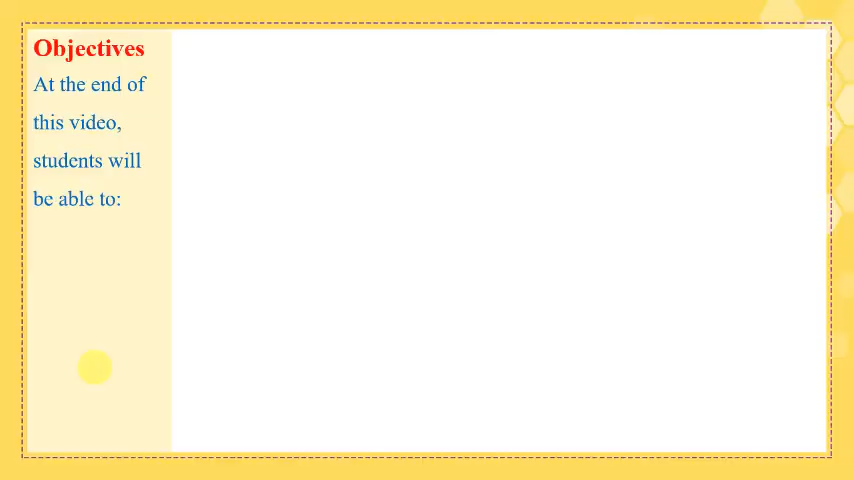 Objectives
At the end of
this video,
students will
be able to: